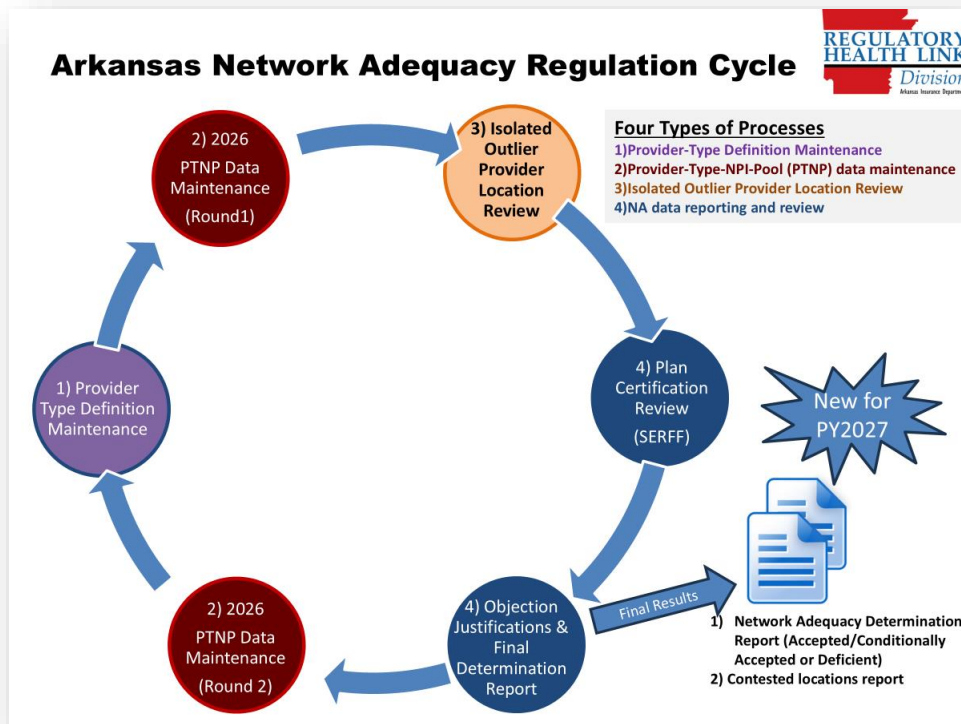 Arkansas Network Adequacy Regulation Cycle
REGULATORY
HEALTH LINK
Division
Arkansas Insurance Department
Four Types of Processes
1)Provider-Type Definition Maintenance
2)Provider-Type-NPI-Pool (PTNP) data maintenance
3)Isolated Outlier Provider Location Review
4)NA data reporting and review
2) 2026
PTNP Data
Maintenance
(Round1)
3) Isolated
Outlier
Provider
Location
Review
1) Provider
Type Definition
Maintenance
4) Plan
Certification
Review
(SERFF)
New for
PY2027
2) 2026
PTNP Data
Maintenance
(Round 2)
4) Objection
Justifications &
Final
Determination
Report
Final Results
1) Network Adequacy Determination
Report (Accepted/Conditionally
Accepted or Deficient)
2) Contested locations report